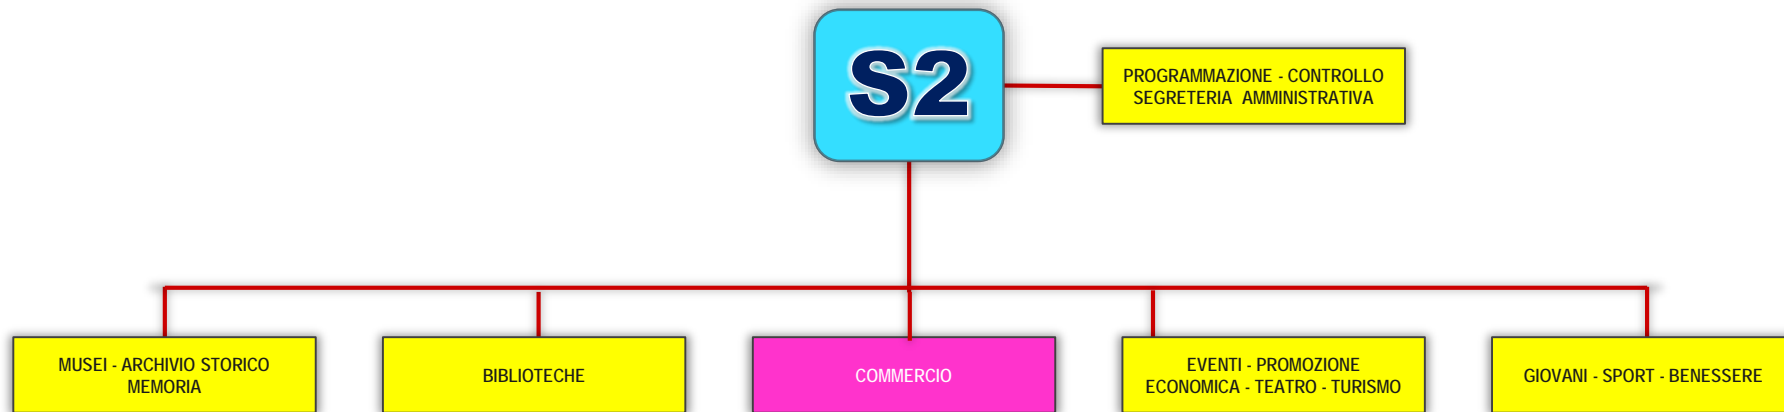 S2
PROGRAMMAZIONE - CONTROLLO
SEGRETERIA AMMINISTRATIVA
MUSEI - ARCHIVIO STORICO
MEMORIA
BIBLIOTECHE
COMMERCIO
EVENTI - PROMOZIONE
ECONOMICA - TEATRO - TURISMO
GIOVANI - SPORT - BENESSERE